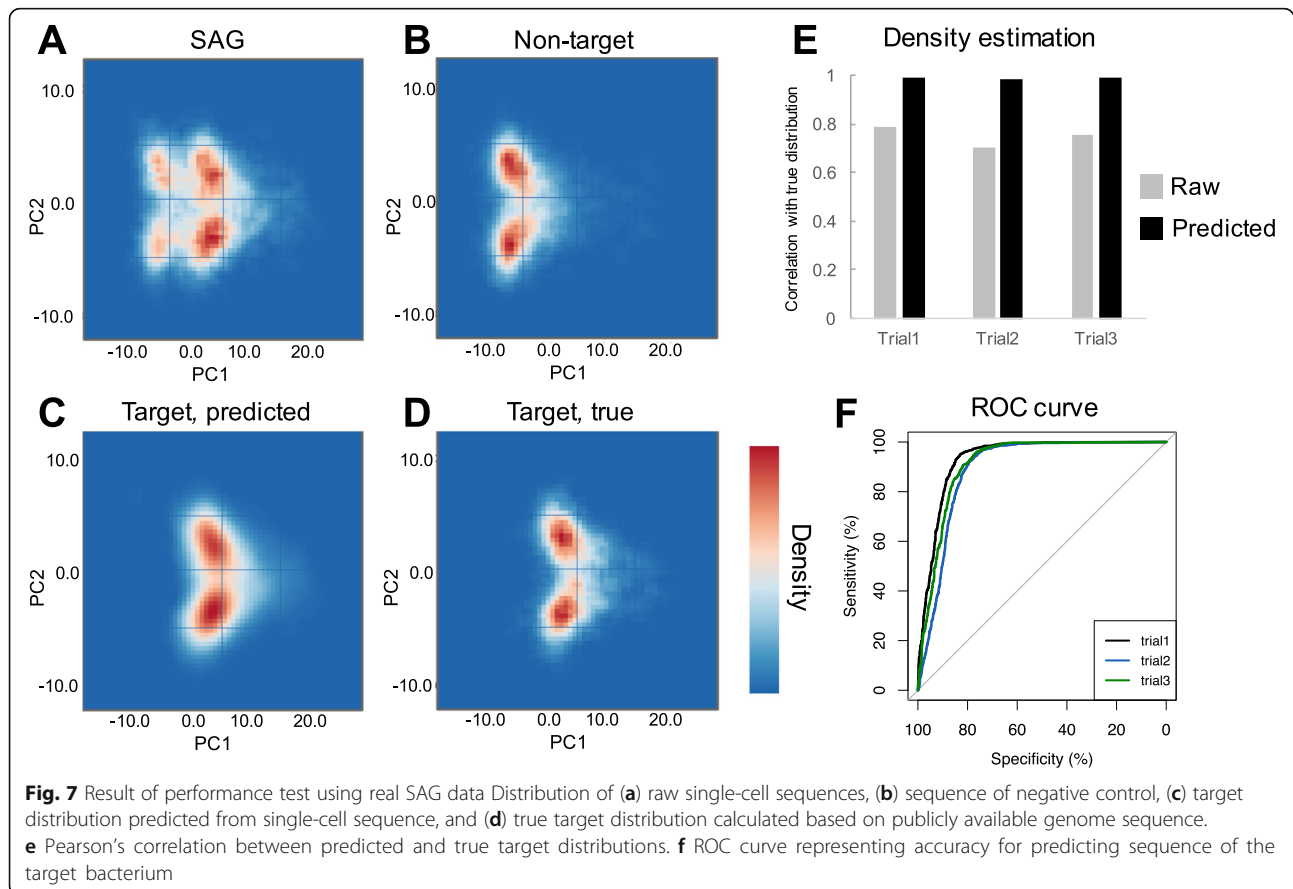 A
SAG
10.0
0.0
-10.0
PC2
-10.0 0.0 10.0 20.0
PC1
B
Non-target
10.0
0.0
-10.0
PC2
-10.0 0.0 10.0 20.0
PC1
C
Target, predicted
10.0
0.0
-10.0
PC2
-10.0 0.0 10.0 20.0
PC1
D
Target, true
10.0
0.0
-10.0
PC2
-10.0 0.0 10.0 20.0
PC1
Density
E
Density estimation
Correlation with true distribution
1
0.8
0.6
0.4
0.2
0
Trial1 Trial2 Trial3
Raw
Predicted
F
ROC curve
Sensitivity (%)
100
80
60
40
20
0
trial1
trial2
trial3
100 80 60 40 20 0
Specificity (%)
Fig. 7 Result of performance test using real SAG data Distribution of (a) raw single-cell sequences, (b) sequence of negative control, (c) target
distribution predicted from single-cell sequence, and (d) true target distribution calculated based on publicly available genome sequence.
e Pearson's correlation between predicted and true target distributions. f ROC curve representing accuracy for predicting sequence of the
target bacterium